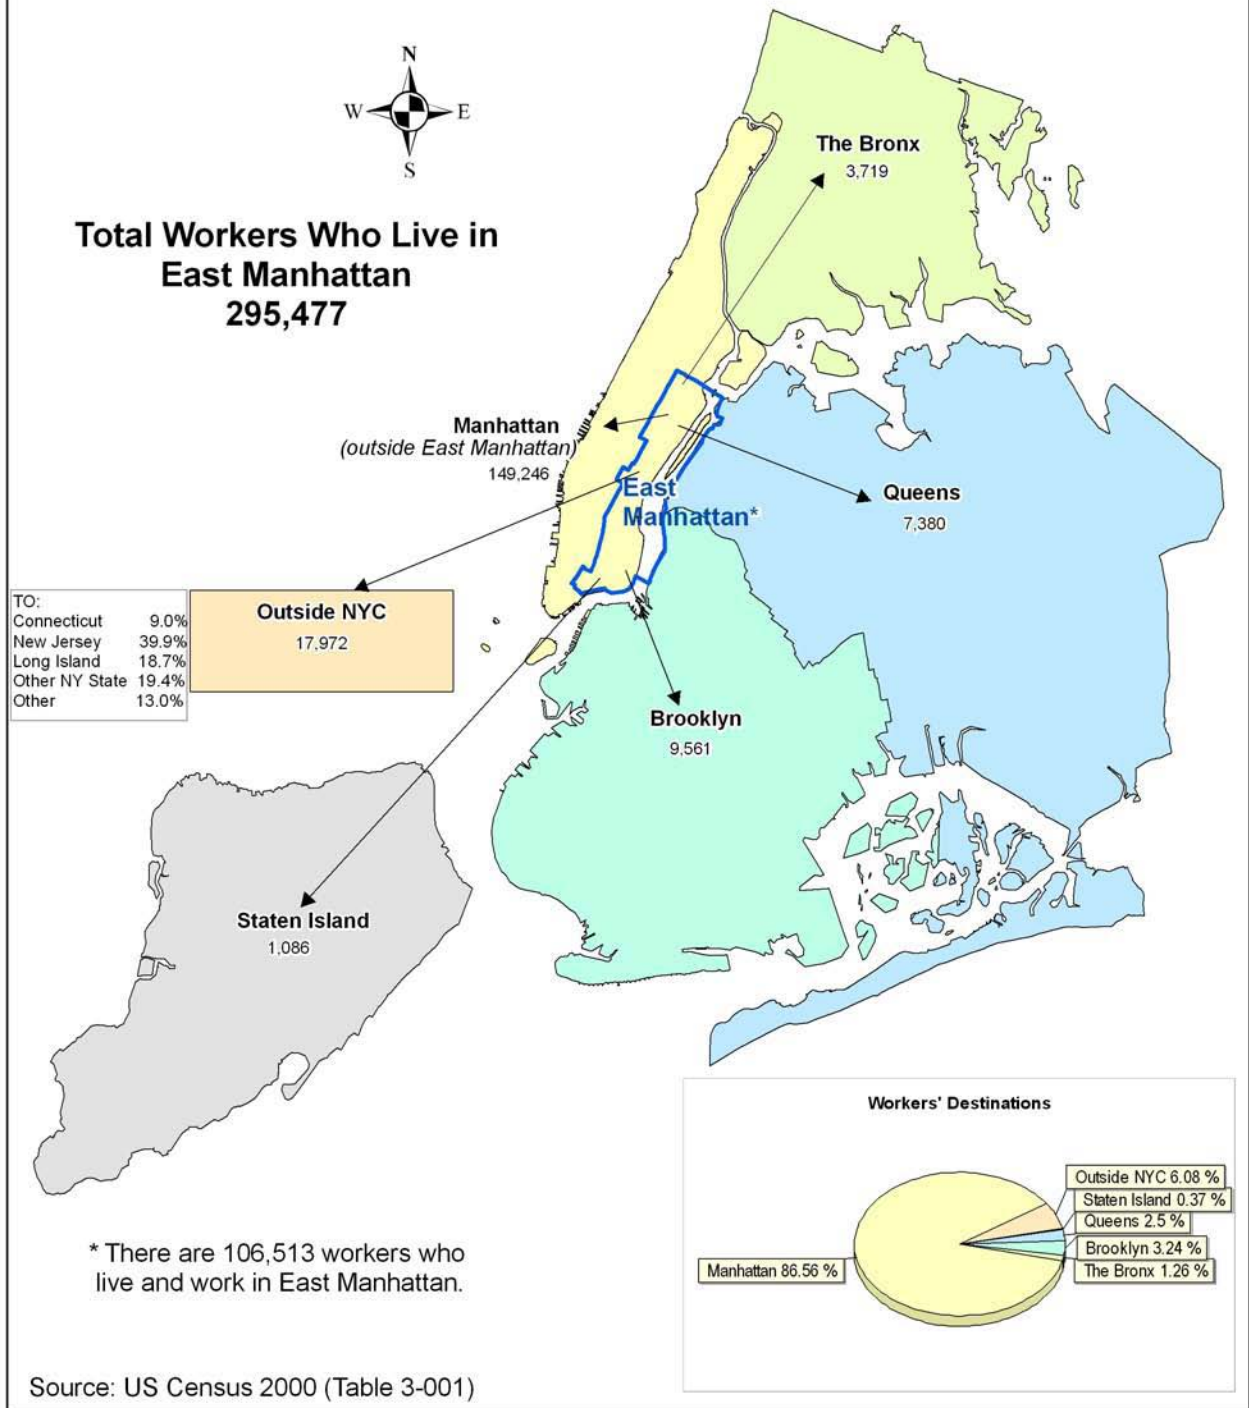 N
W
E
S
Total Workers Who Live in
East Manhattan
295,477
The Bronx
3,719
Manhattan
(outside East Manhattan)
149,246
East
Manhattan*
Queens
7,380
TO:
Connecticut 9.0%
New Jersey 39.9%
Long Island 18.7%
Other NY State 19.4%
Other 13.0%
Outside NYC
17,972
Brooklyn
9,561
Staten Island
1,086
Workers' Destinations
Outside NYC 6.08 %
Staten Island 0.37 %
Queens 2.5 %
Brooklyn 3.24 %
The Bronx 1.26 %
Manhattan 86.56 %
* There are 106,513 workers who
live and work in East Manhattan.
Source: US Census 2000 (Table 3-001)